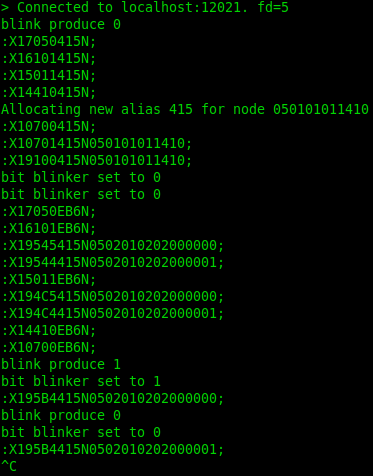 > Connected to localhost:12021. fd=5
blink produce 0
:X17050415N;
:X16101415N;
:X15011415N;
:X14410415N;
Allocating new alias 415 for node 050101011410
:X10700415N;
:X10701415N050101011410;
:X19100415N050101011410;
bit blinker set to 0
bit blinker set to 0
:X17050EB6N;
:X16101EB6N;
:X19545415N0502010202000000;
:X19544415N0502010202000001;
:X15011EB6N;
:X194C5415N0502010202000000;
:X194C4415N0502010202000001;
:X14410EB6N;
:X10700EB6N;
blink produce 1
bit blinker set to 1
:X195B4415N0502010202000000;
blink produce 0
bit blinker set to 0
:X195B4415N0502010202000001;
^C